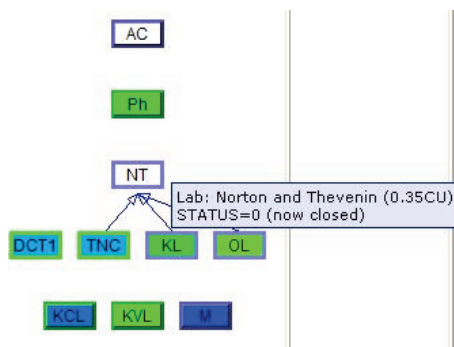 AC
Ph
NT
Lab: Norton and Thevenin (0.35CU)
STATUS=0 (now closed)
DCT1 TNC KL OL
KCL KVL M